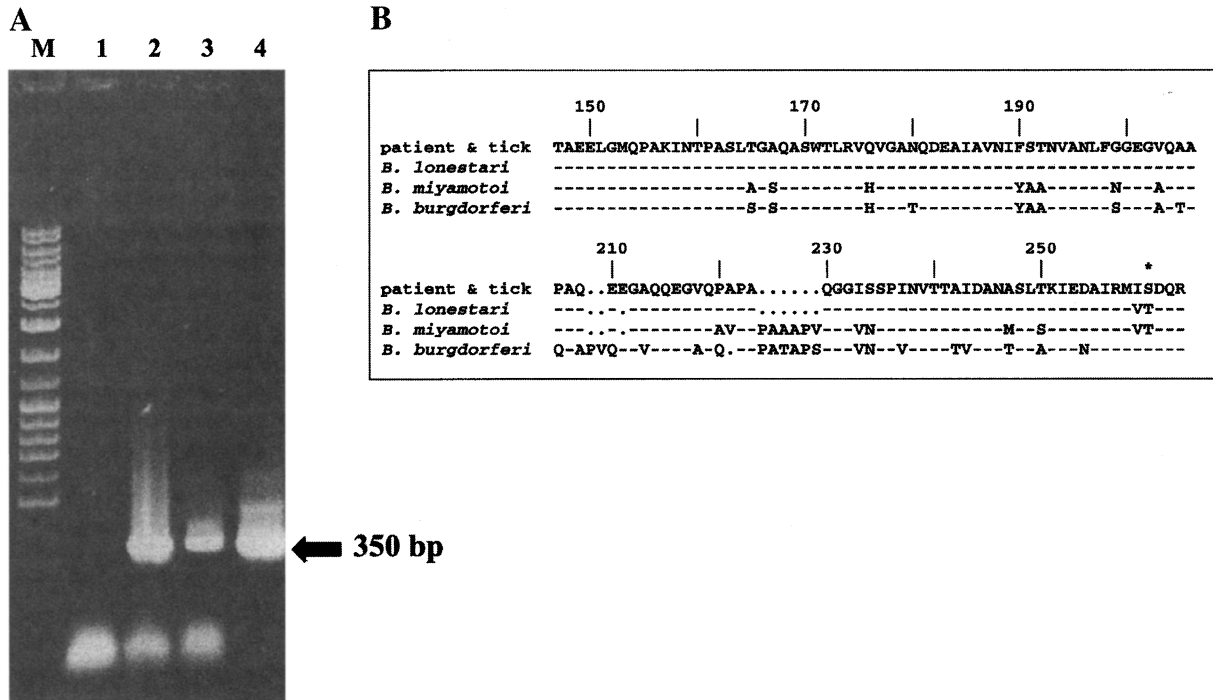 A
M 1 2 3 4
350 bp
B
150 170 190
patient & tick TAEELGMQPAKINTPASLTGAQASWTLRVQVGANQDEAIAVNIFSTNVANLFGGEGVQAA
B. lonestari ------------------------------------------------------------
B. miyamotoi ------------------A-S--------H-------------YAA------N---A---
B. burgdorferi ------------------S-S--------H---T---------YAA------S---A-T-
210 230 250 *
patient & tick PAQ..EEGAQQEGVQPAPA......QGGISSPINVTTAIDANASLTKIEDAIRMISDQR
B. lonestari ---..--------------......-----------------------------VT---
B. miyamotoi ---..-.--------AV--PAAAPV---VN------------M--S--------VT---
B. burgdorferi Q-APVQ--V----A-Q.--PATAPS---VN--V----TV---T--A---N---------